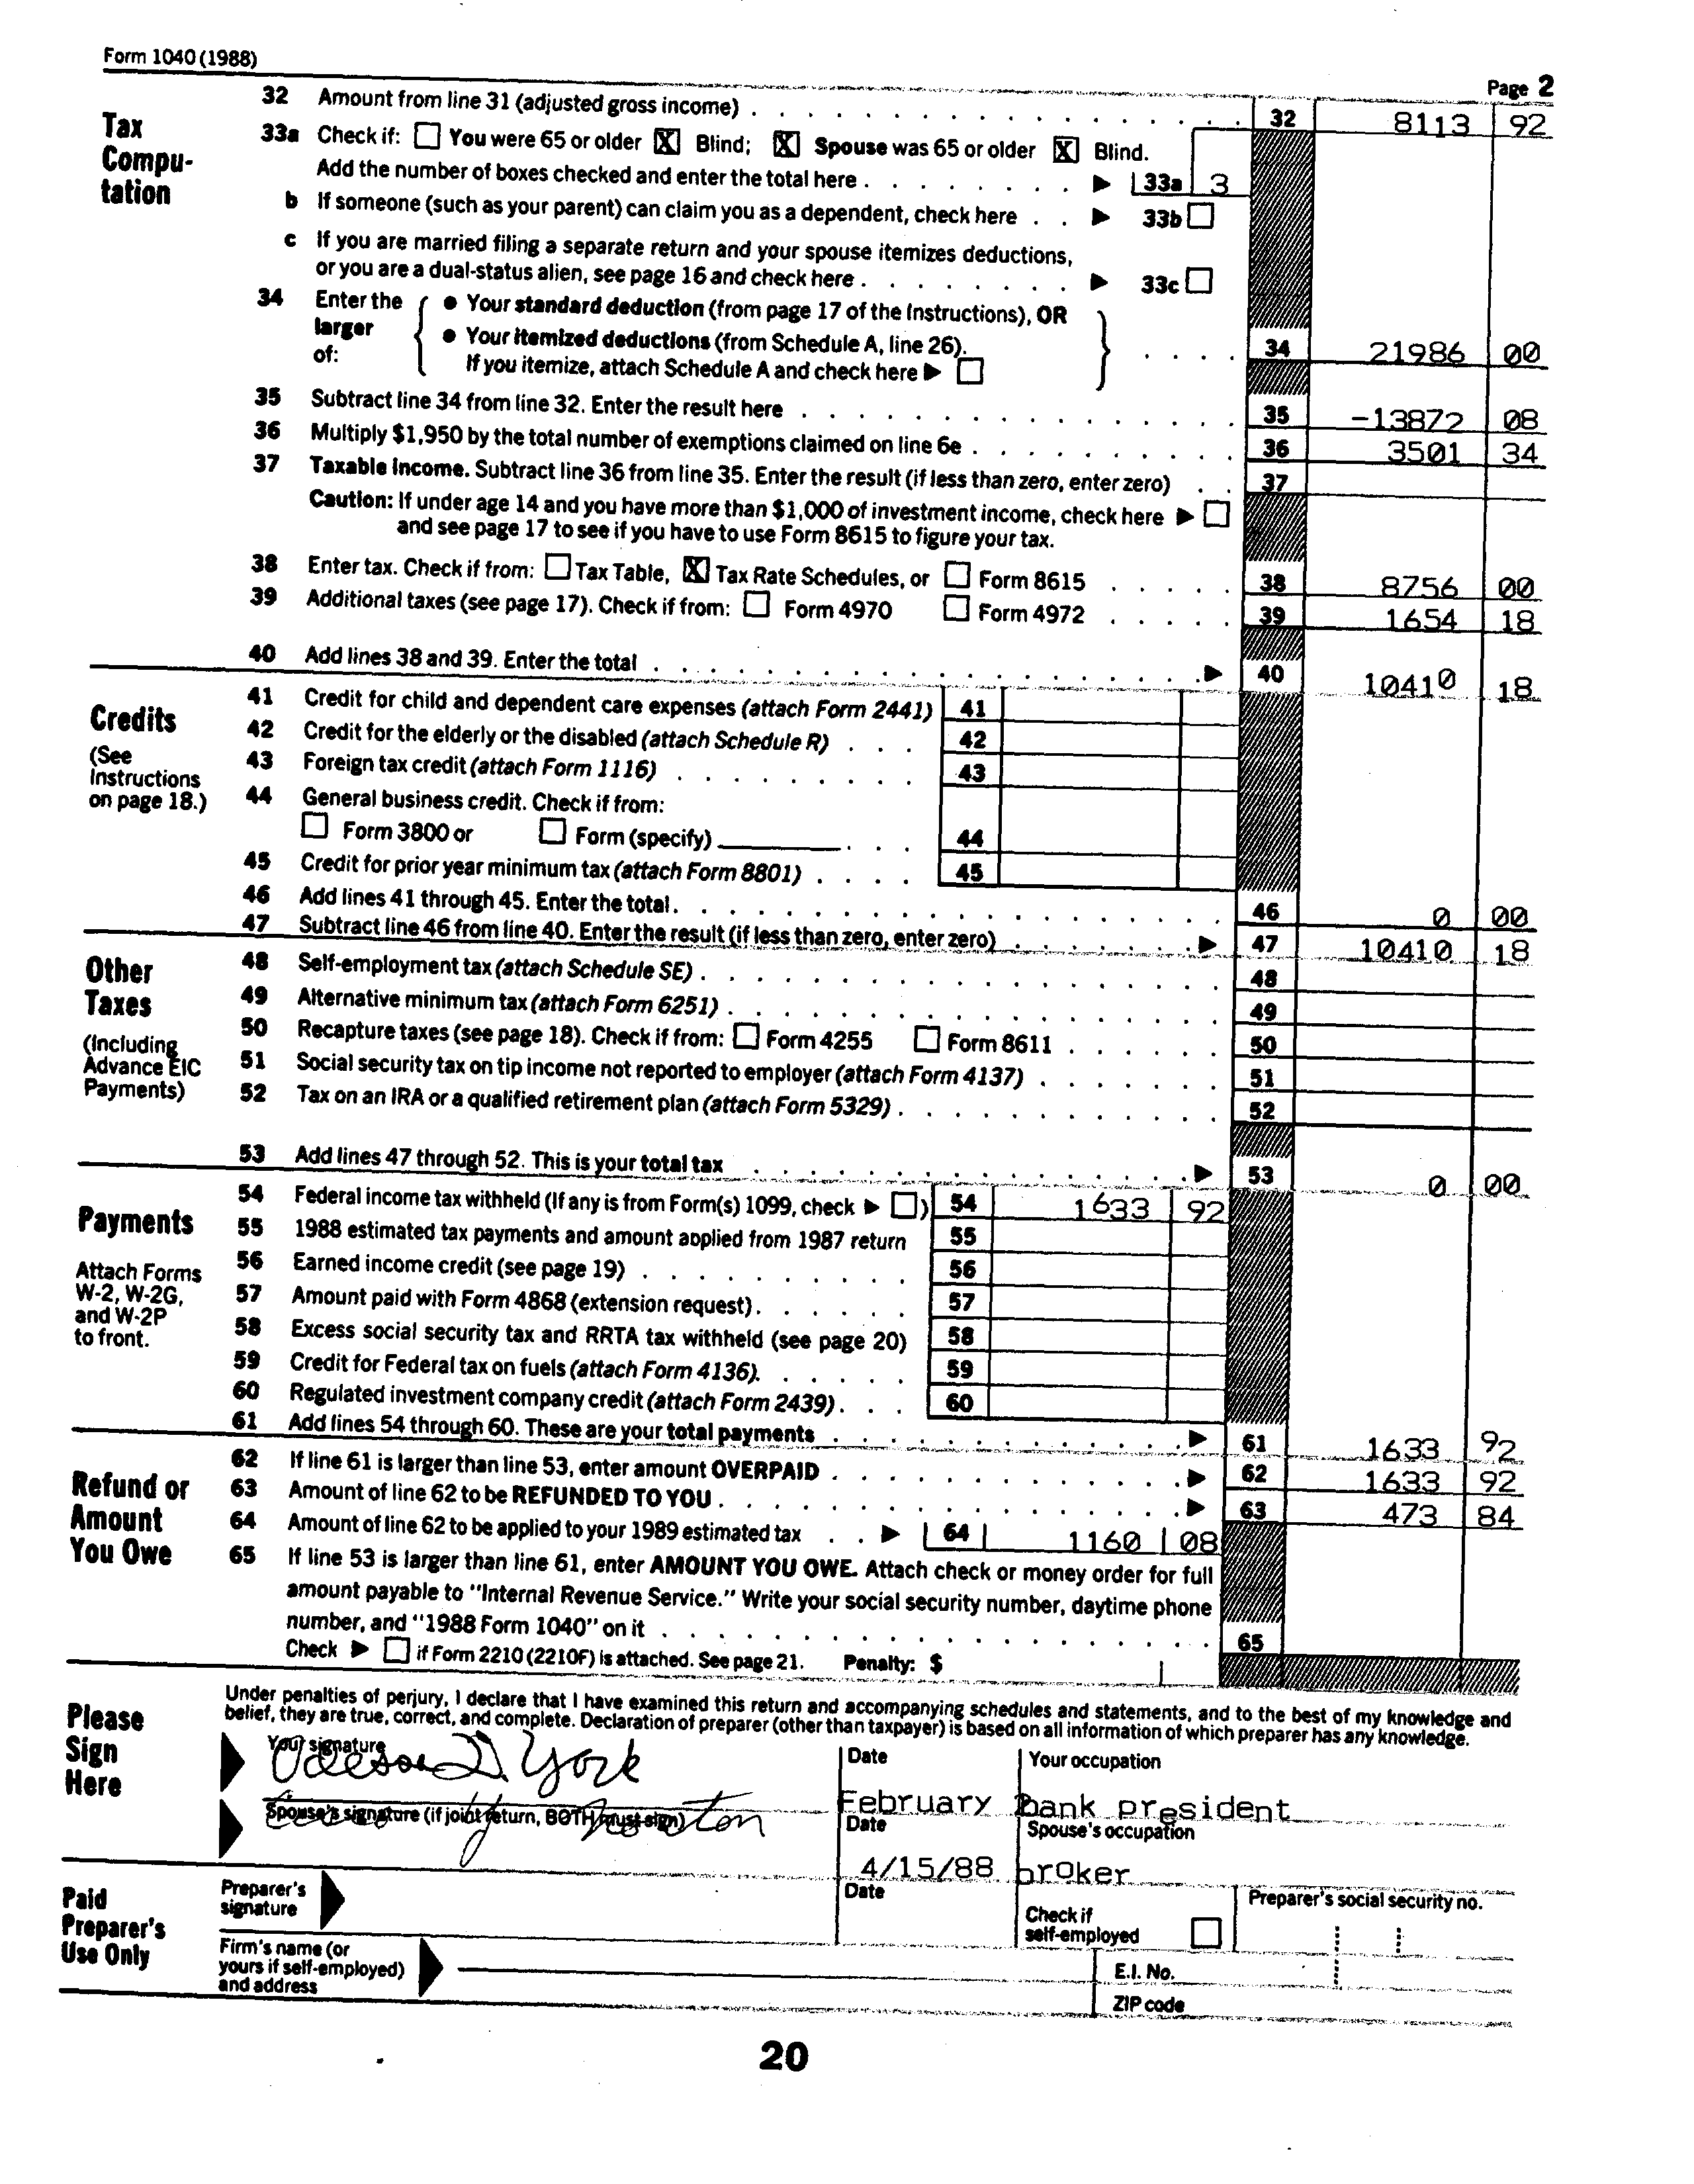 Form 1040 (1988)
Page 2
Tax Compu-tation
32 Amount from line 31 (adjusted gross income) . . . 32 8113 92
33a Check if: ☐ You were 65 or older ☒ Blind; ☒ Spouse was 65 or older ☒ Blind.
Add the number of boxes checked and enter the total here . . . ▶ 33a 3
b If someone (such as your parent) can claim you as a dependent, check here . . ▶ 33b ☐
c If you are married filing a separate return and your spouse itemizes deductions,
or you are a dual-status alien, see page 16 and check here . . . ▶ 33c ☐
34 Enter the larger of: { ● Your standard deduction (from page 17 of the Instructions), OR
● Your itemized deductions (from Schedule A, line 26).
If you itemize, attach Schedule A and check here ▶ ☐ } . . . . 34 21986 00
35 Subtract line 34 from line 32. Enter the result here . . . 35 -13872 08
36 Multiply $1,950 by the total number of exemptions claimed on line 6e . . . 36 3501 34
37 Taxable income. Subtract line 36 from line 35. Enter the result (if less than zero, enter zero) . . 37
Caution: If under age 14 and you have more than $1,000 of investment income, check here ▶ ☐
and see page 17 to see if you have to use Form 8615 to figure your tax.
38 Enter tax. Check if from: ☐ Tax Table, ☒ Tax Rate Schedules, or ☐ Form 8615 . . . 38 8756 00
39 Additional taxes (see page 17). Check if from: ☐ Form 4970 ☐ Form 4972 . . . 39 1654 18
40 Add lines 38 and 39. Enter the total . . . ▶ 40 10410 18
Credits
(See Instructions on page 18.)
41 Credit for child and dependent care expenses (attach Form 2441) 41
42 Credit for the elderly or the disabled (attach Schedule R) . . . 42
43 Foreign tax credit (attach Form 1116) . . . 43
44 General business credit. Check if from:
☐ Form 3800 or ☐ Form (specify) ________ . . . 44
45 Credit for prior year minimum tax (attach Form 8801) . . . . 45
46 Add lines 41 through 45. Enter the total . . . 46 0 00
47 Subtract line 46 from line 40. Enter the result (if less than zero, enter zero) . . . ▶ 47 10410 18
Other Taxes
(Including Advance EIC Payments)
48 Self-employment tax (attach Schedule SE) . . . 48
49 Alternative minimum tax (attach Form 6251) . . . 49
50 Recapture taxes (see page 18). Check if from: ☐ Form 4255 ☐ Form 8611 . . . 50
51 Social security tax on tip income not reported to employer (attach Form 4137) . . . 51
52 Tax on an IRA or a qualified retirement plan (attach Form 5329) . . . 52
53 Add lines 47 through 52. This is your total tax . . . ▶ 53 0 00
Payments
Attach Forms W-2, W-2G, and W-2P to front.
54 Federal income tax withheld (If any is from Form(s) 1099, check ▶ ☐) 54 1633 92
55 1988 estimated tax payments and amount applied from 1987 return 55
56 Earned income credit (see page 19) . . . 56
57 Amount paid with Form 4868 (extension request) . . . 57
58 Excess social security tax and RRTA tax withheld (see page 20) 58
59 Credit for Federal tax on fuels (attach Form 4136) . . . 59
60 Regulated investment company credit (attach Form 2439) . . . 60
61 Add lines 54 through 60. These are your total payments . . . ▶ 61 1633 92
Refund or Amount You Owe
62 If line 61 is larger than line 53, enter amount OVERPAID . . . ▶ 62 1633 92
63 Amount of line 62 to be REFUNDED TO YOU . . . ▶ 63 473 84
64 Amount of line 62 to be applied to your 1989 estimated tax . . ▶ 64 1160 08
65 If line 53 is larger than line 61, enter AMOUNT YOU OWE. Attach check or money order for full
amount payable to "Internal Revenue Service." Write your social security number, daytime phone
number, and "1988 Form 1040" on it . . . 65
Check ▶ ☐ if Form 2210 (2210F) is attached. See page 21. Penalty: $
Please Sign Here
Under penalties of perjury, I declare that I have examined this return and accompanying schedules and statements, and to the best of my knowledge and
belief, they are true, correct, and complete. Declaration of preparer (other than taxpayer) is based on all information of which preparer has any knowledge.
Your signature Odessa D. York Date February Your occupation bank president
Spouse's signature (if joint return, BOTH must sign) Date 4/15/88 Spouse's occupation broker
Paid Preparer's Use Only
Preparer's signature Date Check if self-employed ☐ Preparer's social security no.
Firm's name (or yours if self-employed) and address E.I. No.
ZIP code
20